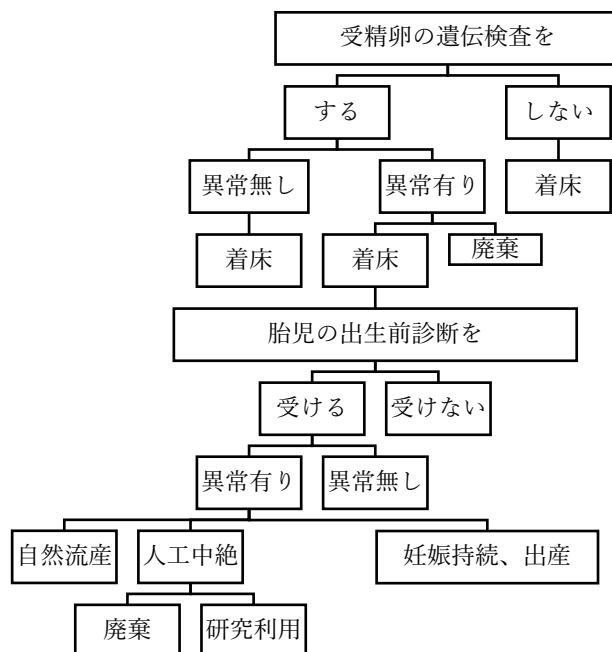 受精卵の遺伝検査を
する
しない
異常無し
異常有り
着床
着床
着床
廃棄
胎児の出生前診断を
受ける
受けない
異常有り
異常無し
自然流産
人工中絶
妊娠持続、出産
廃棄
研究利用